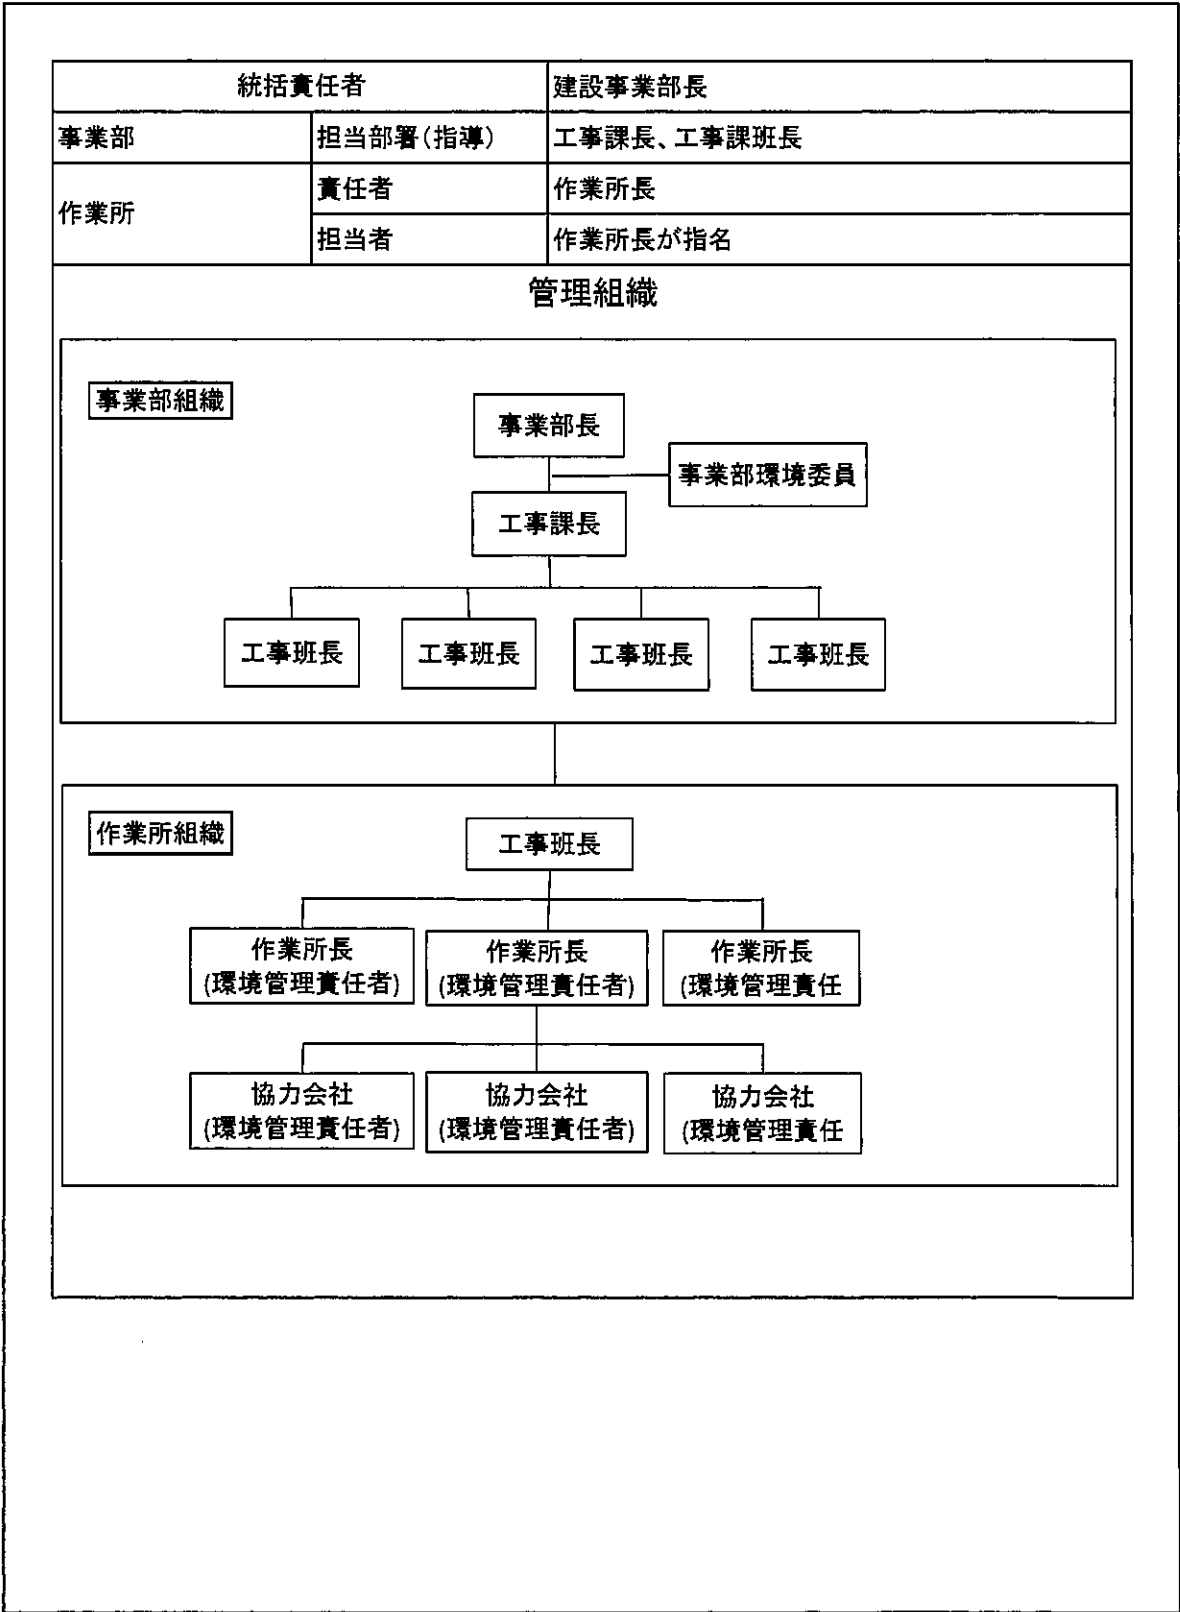 統括責任者 建設事業部長
事業部 担当部署(指導) 工事課長、工事課班長
作業所 責任者 作業所長
担当者 作業所長が指名
管理組織
事業部組織
事業部長
事業部環境委員
工事課長
工事班長 工事班長 工事班長 工事班長
作業所組織
工事班長
作業所長 作業所長 作業所長
(環境管理責任者) (環境管理責任者) (環境管理責任
協力会社 協力会社 協力会社
(環境管理責任者) (環境管理責任者) (環境管理責任